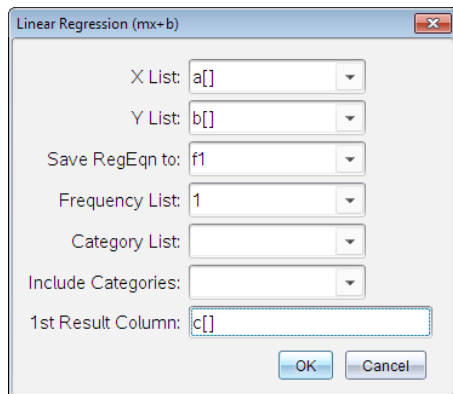 Linear Regression (mx+b)
X List: a[]
Y List: b[]
Save RegEqn to: f1
Frequency List: 1
Category List:
Include Categories:
1st Result Column: c[]
OK Cancel